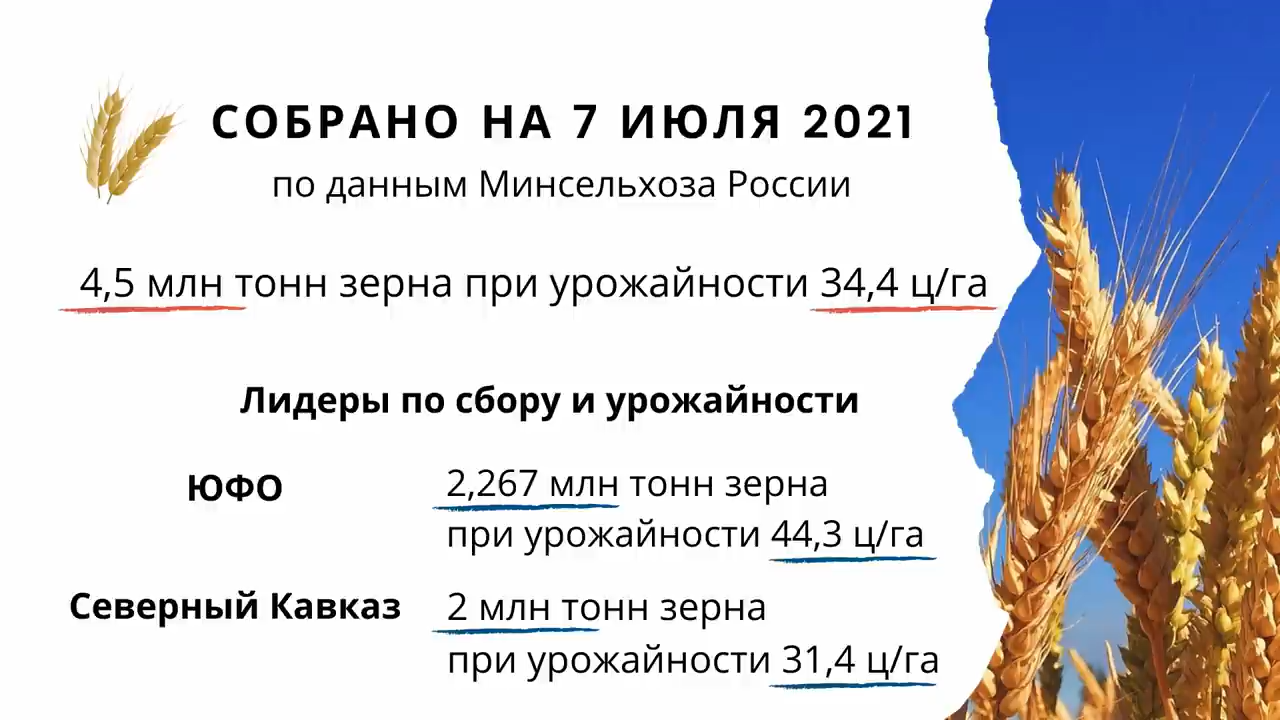 СОБРАНО НА 7 ИЮЛЯ 2021
по данным Минсельхоза России
4,5 млн тонн зерна при урожайности 34,4 ц/га
Лидеры по сбору и урожайности
ЮФО
2,267 млн тонн зерна
при урожайности 44,3 ц/га
Северный Кавказ
2 млн тонн зерна
при урожайности 31,4 ц/га